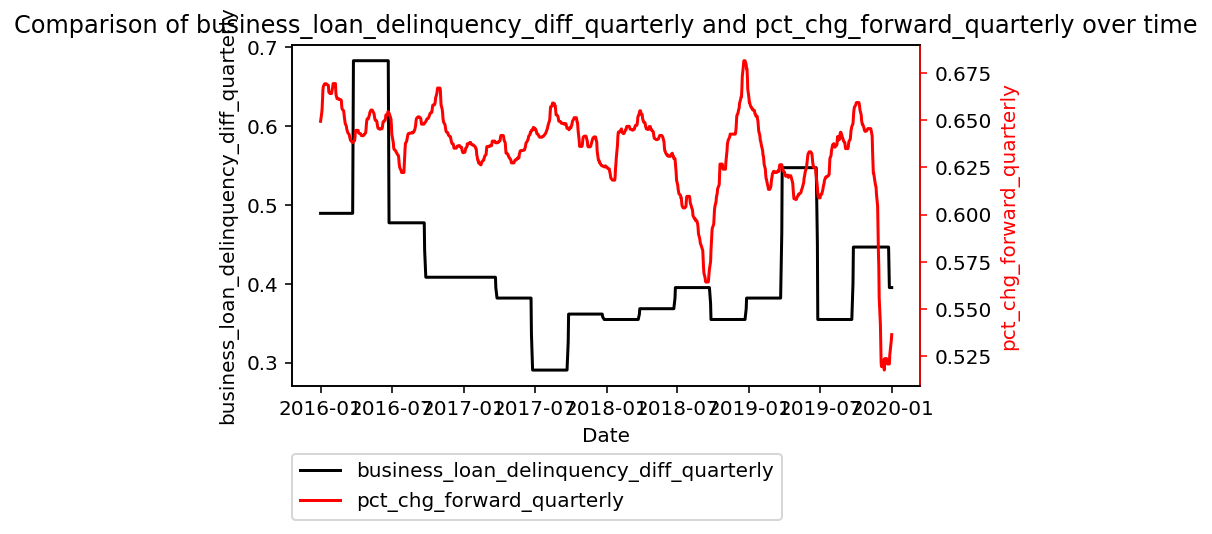 Comparison of business_loan_delinquency_diff_quarterly and pct_chg_forward_quarterly over time
business_loan_delinquency_diff_quarterly
0.7
0.6
0.5
0.4
0.3
0.675
0.650
0.625
0.600
0.575
0.550
0.525
pct_chg_forward_quarterly
2016-01 2016-07 2017-01 2017-07 2018-01 2018-07 2019-01 2019-07 2020-01
Date
business_loan_delinquency_diff_quarterly
pct_chg_forward_quarterly